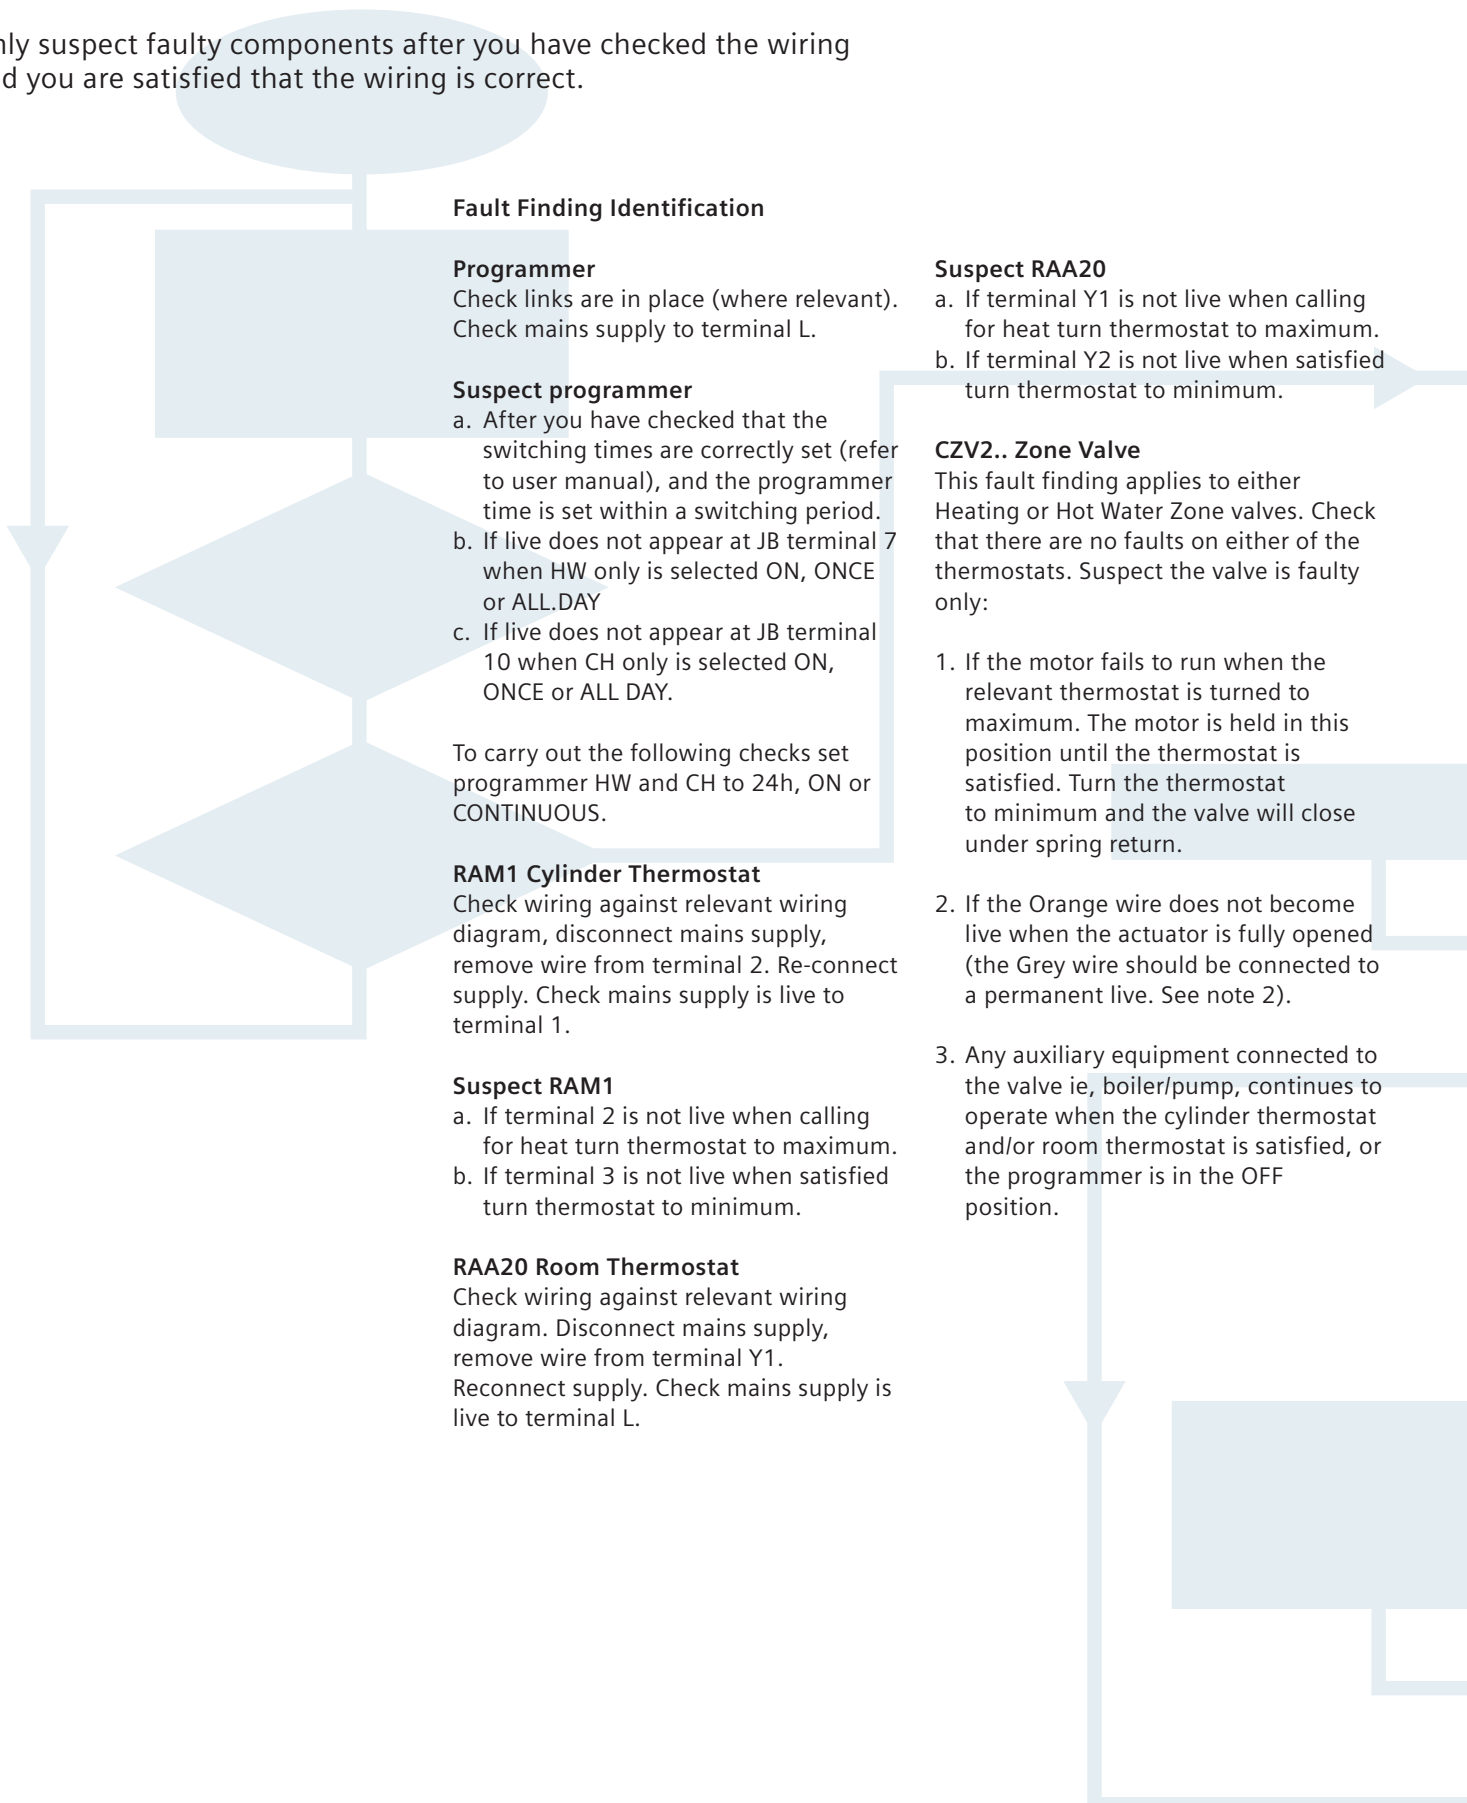 nly suspect faulty components after you have checked the wiring
d you are satisfied that the wiring is correct.
Fault Finding Identification
Programmer
Check links are in place (where relevant).
Check mains supply to terminal L.
Suspect programmer
a. After you have checked that the
switching times are correctly set (refer
to user manual), and the programmer
time is set within a switching period.
b. If live does not appear at JB terminal 7
when HW only is selected ON, ONCE
or ALL.DAY
c. If live does not appear at JB terminal
10 when CH only is selected ON,
ONCE or ALL DAY.
To carry out the following checks set
programmer HW and CH to 24h, ON or
CONTINUOUS.
RAM1 Cylinder Thermostat
Check wiring against relevant wiring
diagram, disconnect mains supply,
remove wire from terminal 2. Re-connect
supply. Check mains supply is live to
terminal 1.
Suspect RAM1
a. If terminal 2 is not live when calling
for heat turn thermostat to maximum.
b. If terminal 3 is not live when satisfied
turn thermostat to minimum.
RAA20 Room Thermostat
Check wiring against relevant wiring
diagram. Disconnect mains supply,
remove wire from terminal Y1.
Reconnect supply. Check mains supply is
live to terminal L.
Suspect RAA20
a. If terminal Y1 is not live when calling
for heat turn thermostat to maximum.
b. If terminal Y2 is not live when satisfied
turn thermostat to minimum.
CZV2.. Zone Valve
This fault finding applies to either
Heating or Hot Water Zone valves. Check
that there are no faults on either of the
thermostats. Suspect the valve is faulty
only:
1. If the motor fails to run when the
relevant thermostat is turned to
maximum. The motor is held in this
position until the thermostat is
satisfied. Turn the thermostat
to minimum and the valve will close
under spring return.
2. If the Orange wire does not become
live when the actuator is fully opened
(the Grey wire should be connected to
a permanent live. See note 2).
3. Any auxiliary equipment connected to
the valve ie, boiler/pump, continues to
operate when the cylinder thermostat
and/or room thermostat is satisfied, or
the programmer is in the OFF
position.